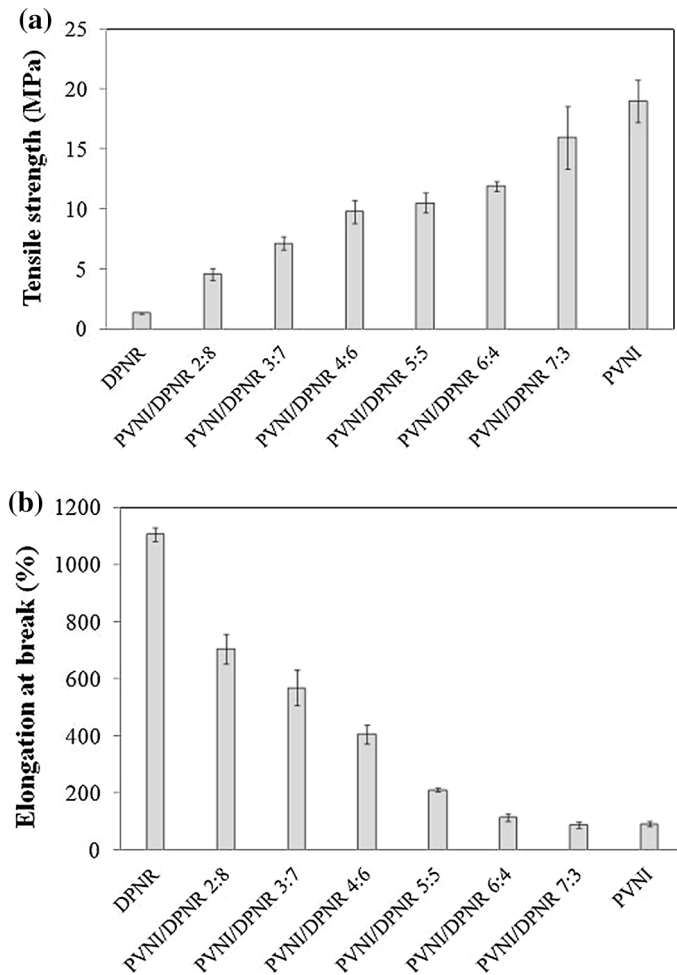 (a)
Tensile strength (MPa)
25
20
15
10
5
0
DPNR
PVNI/DPNR 2:8
PVNI/DPNR 3:7
PVNI/DPNR 4:6
PVNI/DPNR 5:5
PVNI/DPNR 6:4
PVNI/DPNR 7:3
PVNI
(b)
Elongation at break (%)
1200
1000
800
600
400
200
0
DPNR
PVNI/DPNR 2:8
PVNI/DPNR 3:7
PVNI/DPNR 4:6
PVNI/DPNR 5:5
PVNI/DPNR 6:4
PVNI/DPNR 7:3
PVNI